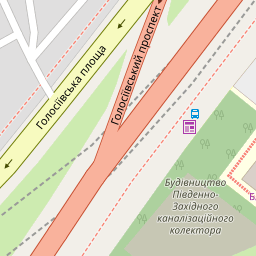 Голосіївська площа
Голосіївський проспект
Будівництво
Південно-
Західного
каналізаційного
колектора